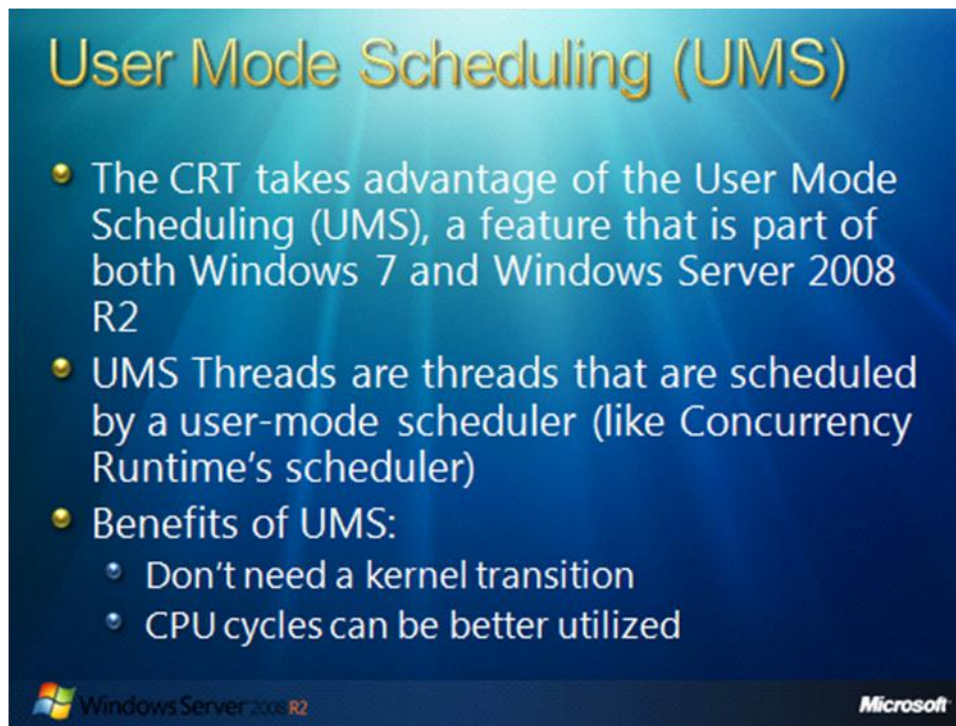 User Mode Scheduling (UMS)
The CRT takes advantage of the User Mode
Scheduling (UMS), a feature that is part of
both Windows 7 and Windows Server 2008
R2
UMS Threads are threads that are scheduled
by a user-mode scheduler (like Concurrency
Runtime's scheduler)
Benefits of UMS:
Don't need a kernel transition
CPU cycles can be better utilized
Windows Server 2008 R2
Microsoft